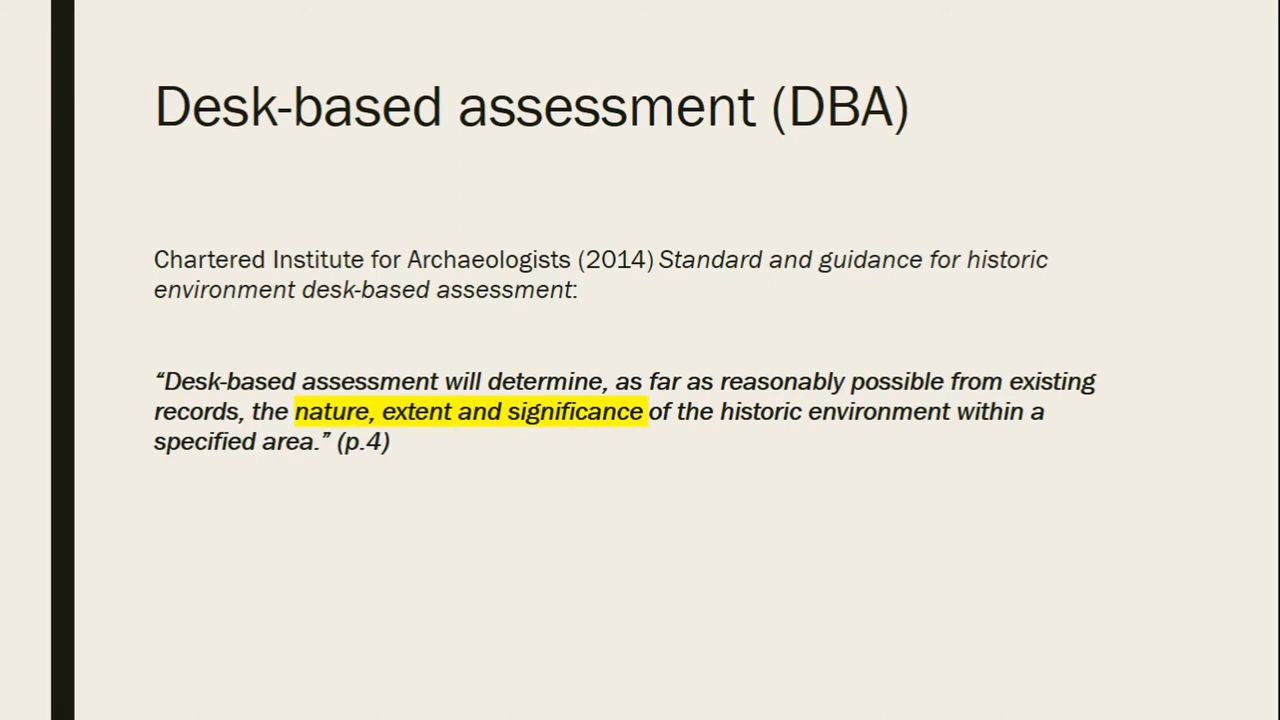 Desk-based assessment (DBA)
Chartered Institute for Archaeologists (2014) Standard and guidance for historic
environment desk-based assessment:
“Desk-based assessment will determine, as far as reasonably possible from existing
records, the nature, extent and significance of the historic environment within a
specified area.” (p.4)